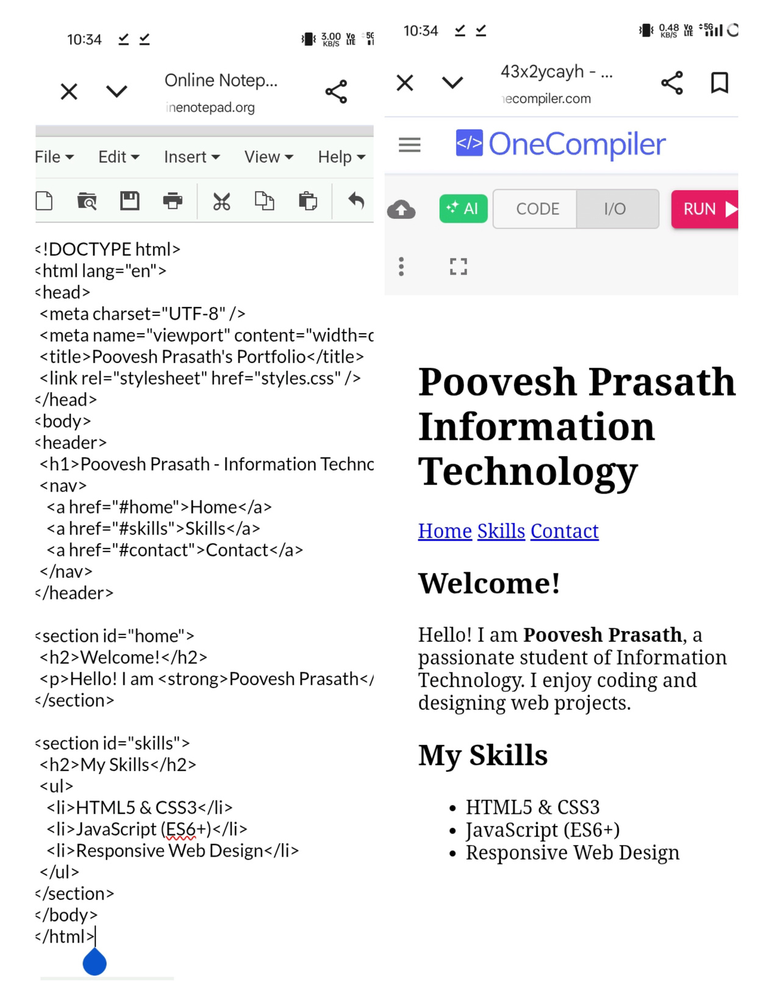 10:34
3.00 KB/S Vo LTE 5G
Online Notep...
inenotepad.org
File Edit Insert View Help
<!DOCTYPE html>
<html lang="en">
<head>
<meta charset="UTF-8" />
<meta name="viewport" content="width=
<title>Poovesh Prasath's Portfolio</title>
<link rel="stylesheet" href="styles.css" />
</head>
<body>
<header>
<h1>Poovesh Prasath - Information Techno
<nav>
<a href="#home">Home</a>
<a href="#skills">Skills</a>
<a href="#contact">Contact</a>
</nav>
</header>
<section id="home">
<h2>Welcome!</h2>
<p>Hello! I am <strong>Poovesh Prasath</
</section>
<section id="skills">
<h2>My Skills</h2>
<ul>
<li>HTML5 & CSS3</li>
<li>JavaScript (ES6+)</li>
<li>Responsive Web Design</li>
</ul>
</section>
</body>
</html>
10:34
0.48 KB/S Vo LTE 5G
43x2ycayh - ...
ecompiler.com
</> OneCompiler
AI CODE I/O RUN
Poovesh Prasath
Information
Technology
Home Skills Contact
Welcome!
Hello! I am Poovesh Prasath, a
passionate student of Information
Technology. I enjoy coding and
designing web projects.
My Skills
• HTML5 & CSS3
• JavaScript (ES6+)
• Responsive Web Design